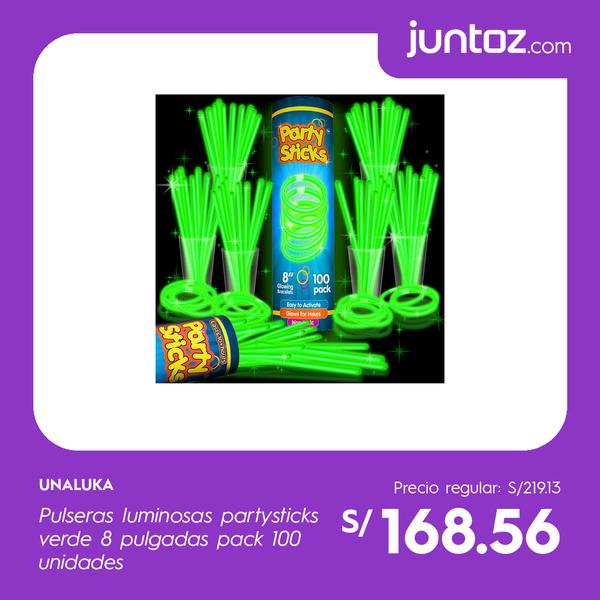 juntoz.com
Party
Sticks
8"
Glowing
Bracelets
100
pack
Easy to Activate
Glows for Hours
Party
Sticks
UNALUKA
Pulseras luminosas partysticks
verde 8 pulgadas pack 100
unidades
Precio regular: S/219.13
S/168.56